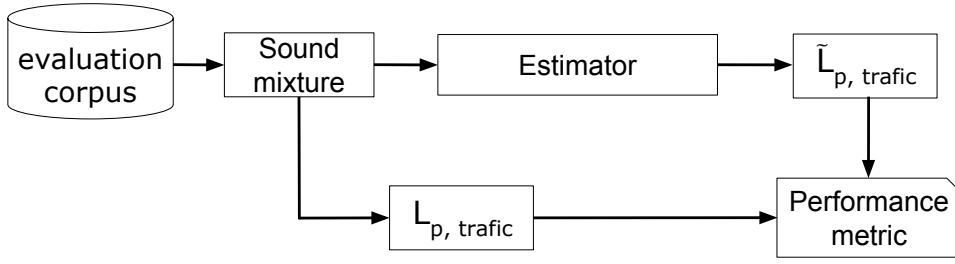 evaluation
corpus
Sound
mixture
Estimator
L̃p, trafic
Lp, trafic
Performance
metric